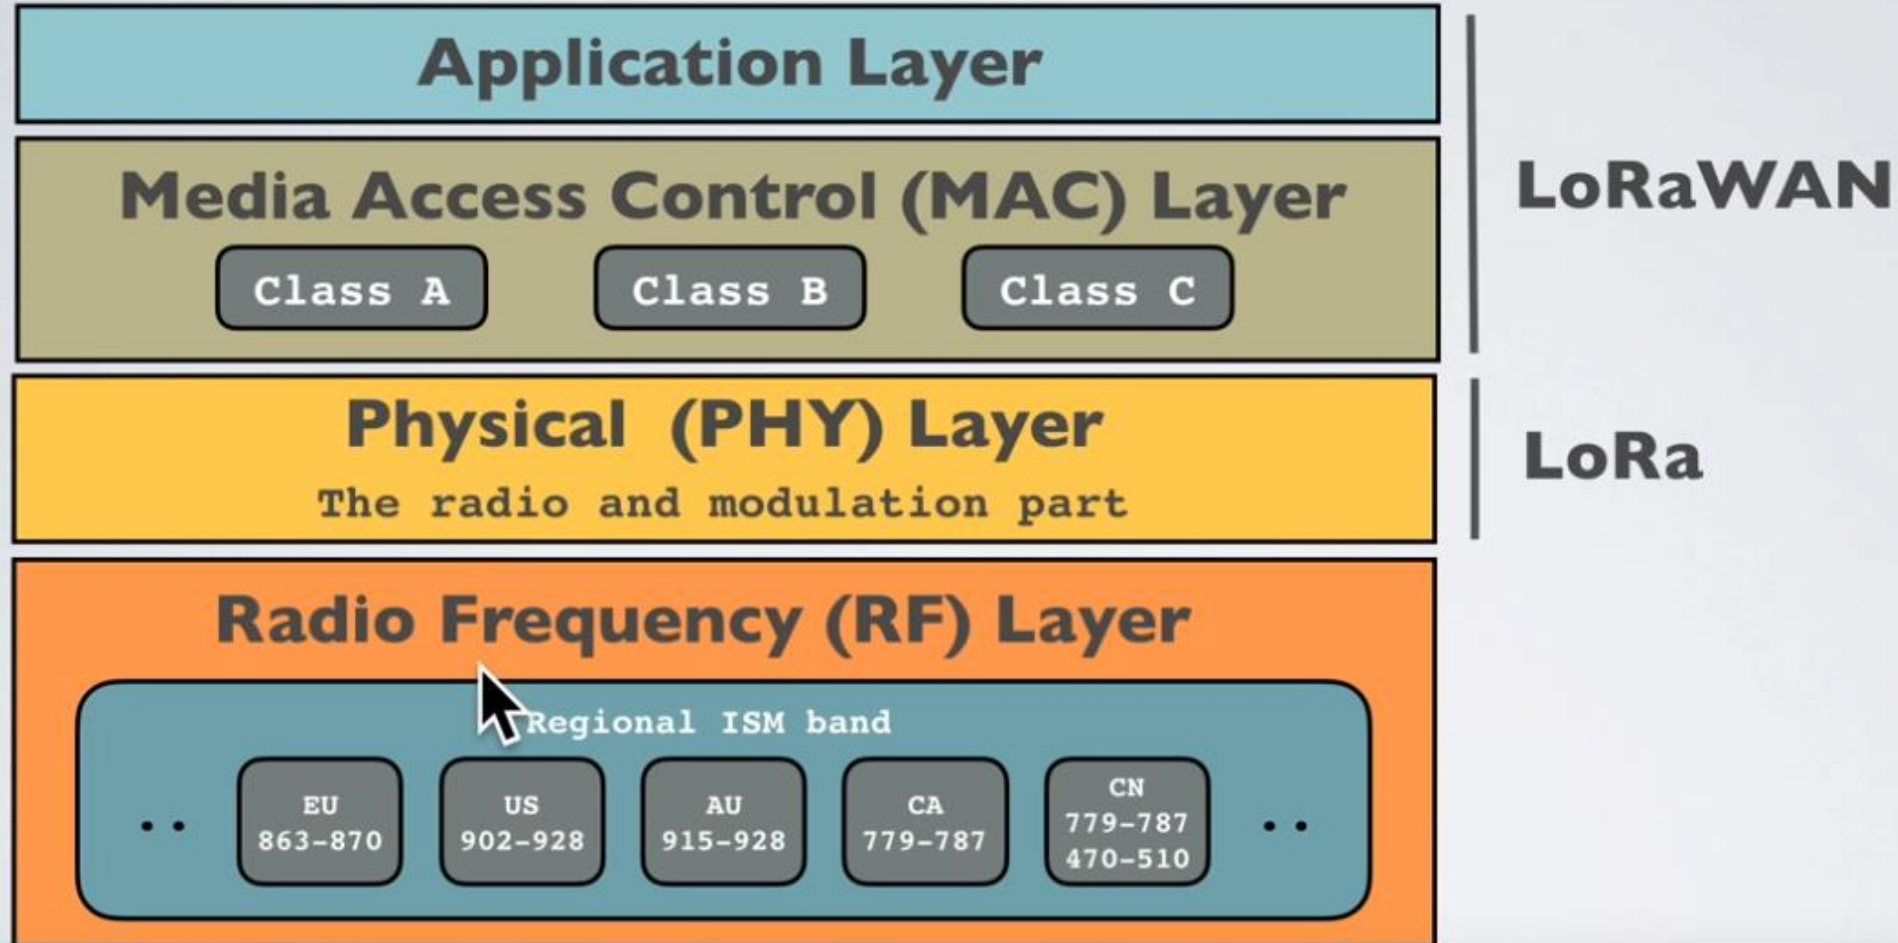 Application Layer
Media Access Control (MAC) Layer
Class A
Class B
Class C
LoRaWAN
Physical (PHY) Layer
The radio and modulation part
LoRa
Radio Frequency (RF) Layer
Regional ISM band
..
EU
863-870
US
902-928
AU
915-928
CA
779-787
CN
779-787
470-510
..